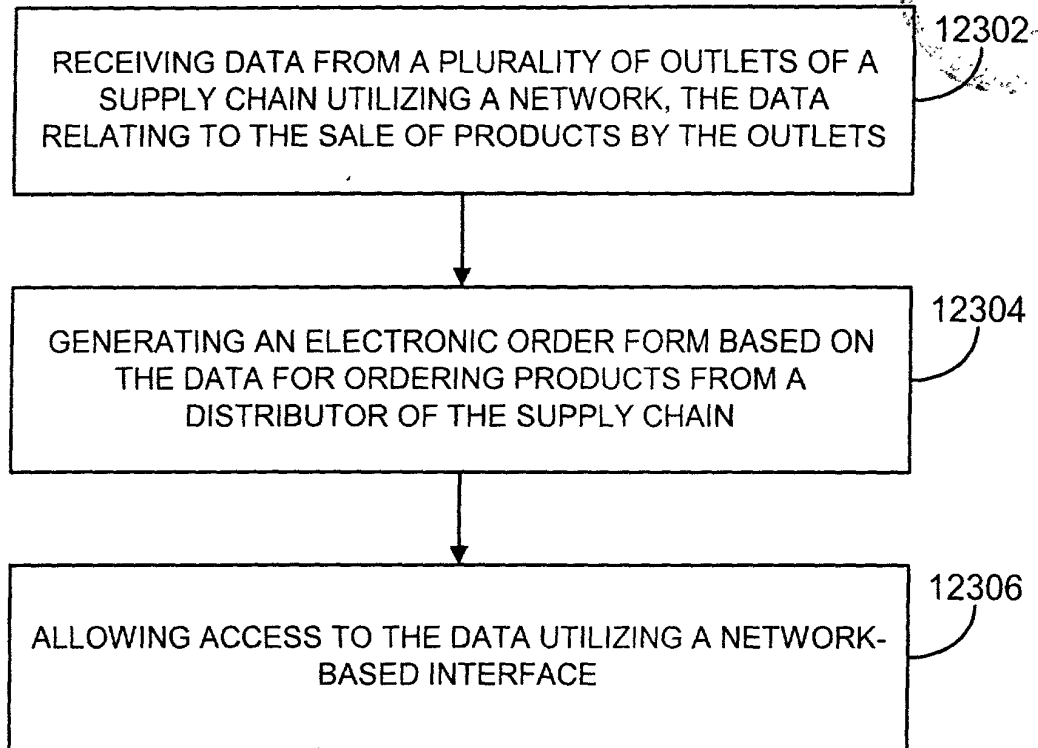 12302
RECEIVING DATA FROM A PLURALITY OF OUTLETS OF A
SUPPLY CHAIN UTILIZING A NETWORK, THE DATA
RELATING TO THE SALE OF PRODUCTS BY THE OUTLETS
12304
GENERATING AN ELECTRONIC ORDER FORM BASED ON
THE DATA FOR ORDERING PRODUCTS FROM A
DISTRIBUTOR OF THE SUPPLY CHAIN
12306
ALLOWING ACCESS TO THE DATA UTILIZING A NETWORK-
BASED INTERFACE